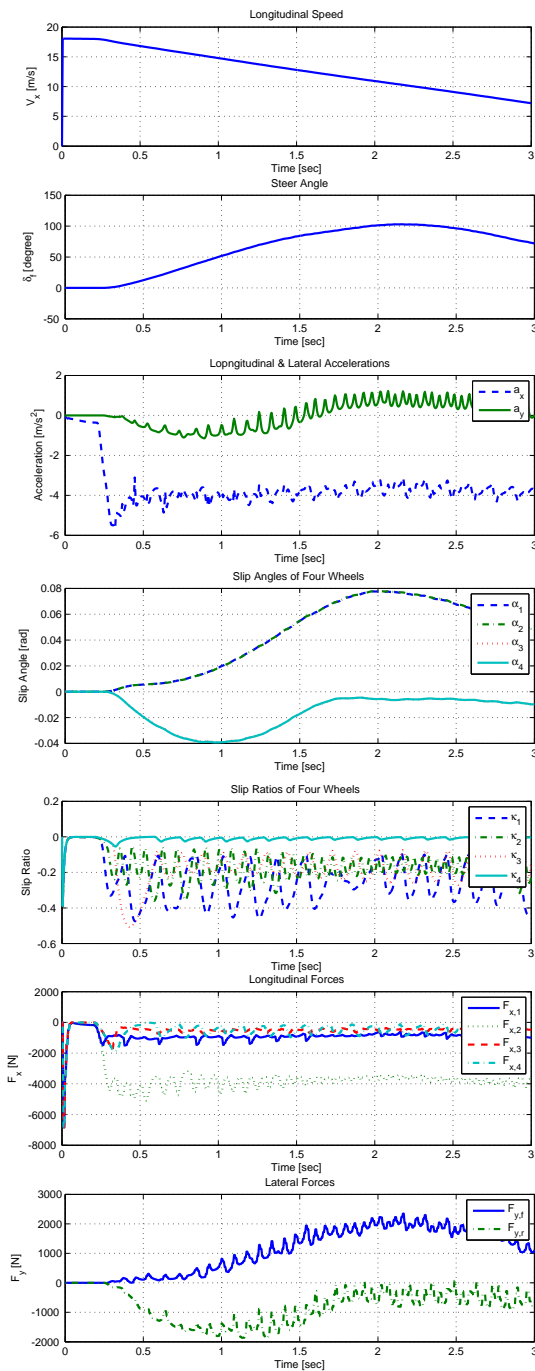 Longitudinal Speed
20
15
10
5
0
V_x [m/s]
0 0.5 1 1.5 2 2.5 3
Time [sec]
Steer Angle
150
100
50
0
-50
δ_f [degree]
0 0.5 1 1.5 2 2.5 3
Time [sec]
Lopngitudinal & Lateral Accelerations
2
0
-2
-4
-6
Acceleration [m/s^2]
a_x
a_y
0 0.5 1 1.5 2 2.5 3
Time [sec]
Slip Angles of Four Wheels
0.08
0.06
0.04
0.02
0
-0.02
-0.04
Slip Angle [rad]
α_1
α_2
α_3
α_4
0 0.5 1 1.5 2 2.5 3
Time [sec]
Slip Ratios of Four Wheels
0.2
0
-0.2
-0.4
-0.6
Slip Ratio
κ_1
κ_2
κ_3
κ_4
0 0.5 1 1.5 2 2.5 3
Time [sec]
Longitudinal Forces
2000
0
-2000
-4000
-6000
-8000
F_x [N]
F_x,1
F_x,2
F_x,3
F_x,4
0 0.5 1 1.5 2 2.5 3
Time [sec]
Lateral Forces
3000
2000
1000
0
-1000
-2000
F_y [N]
F_y,f
F_y,r
0 0.5 1 1.5 2 2.5 3
Time [sec]